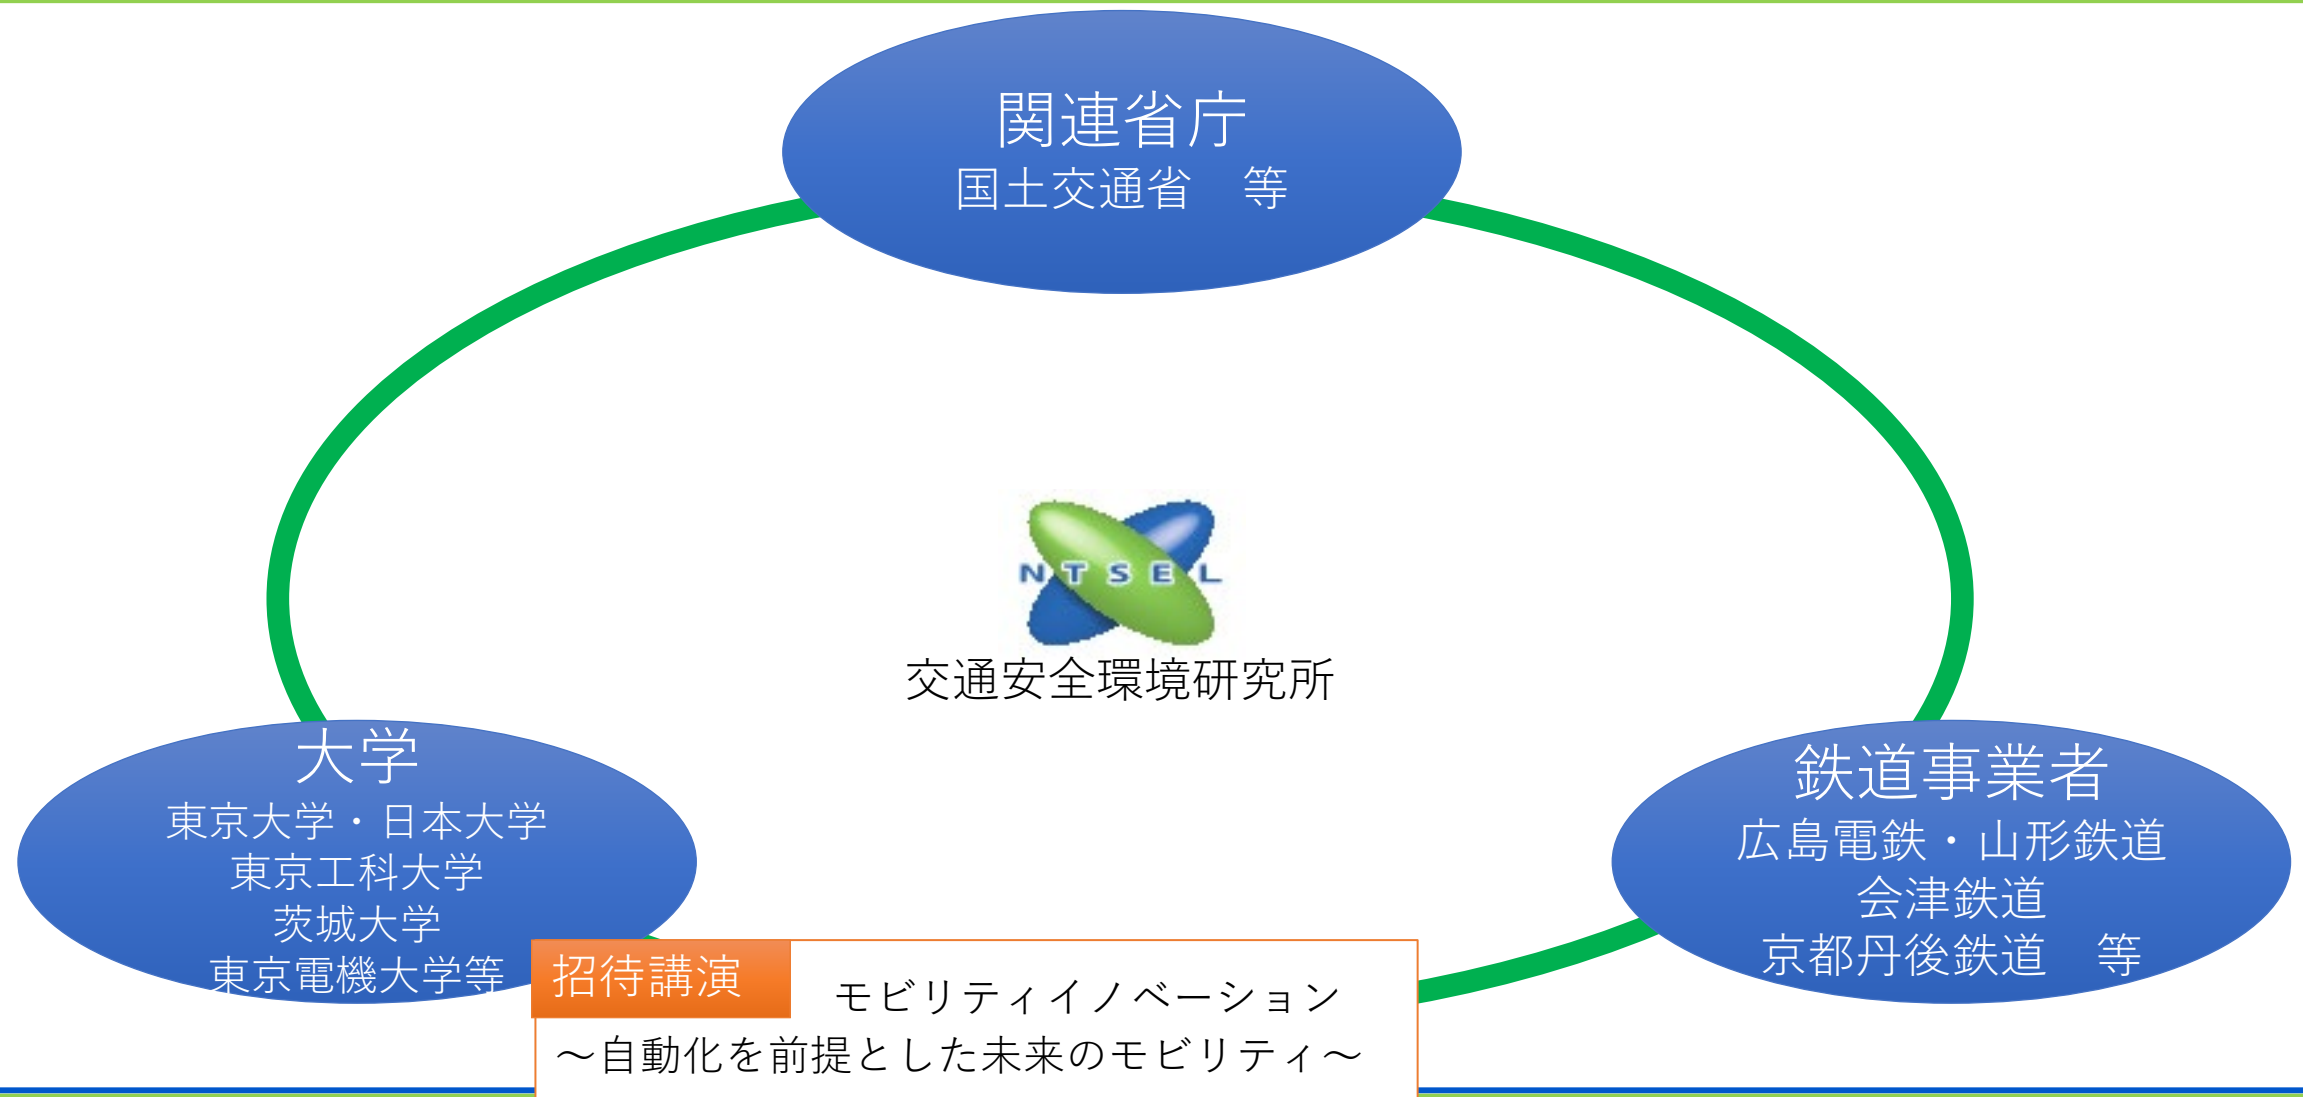 関連省庁
国土交通省　等
NTSEL
交通安全環境研究所
大学
東京大学・日本大学
東京工科大学
茨城大学
東京電機大学等
鉄道事業者
広島電鉄・山形鉄道
会津鉄道
京都丹後鉄道　等
招待講演
モビリティイノベーション
～自動化を前提とした未来のモビリティ～